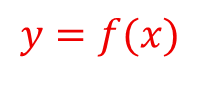 y = f(x)